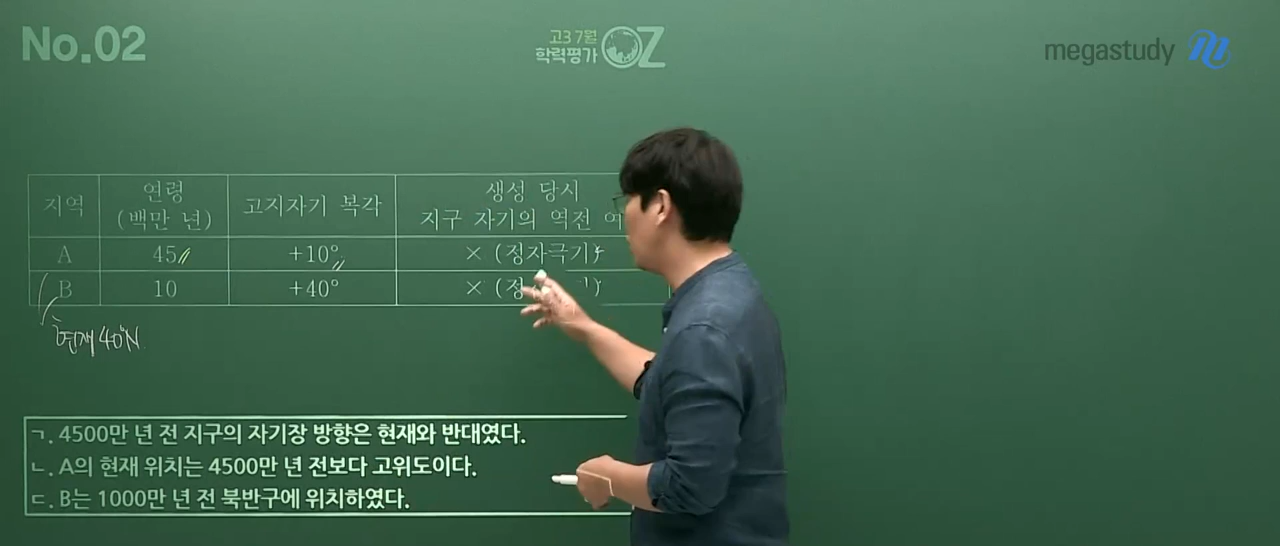 No.02
고3 7월
학력평가 OZ
megastudy
지역 연령 (백만 년) 고지자기 복각 생성 당시 지구 자기의 역전
A 45 +10° × (정자극기)
B 10 +40° ×
현재 40°N
ㄱ. 4500만 년 전 지구의 자기장 방향은 현재와 반대였다.
ㄴ. A의 현재 위치는 4500만 년 전보다 고위도이다.
ㄷ. B는 1000만 년 전 북반구에 위치하였다.